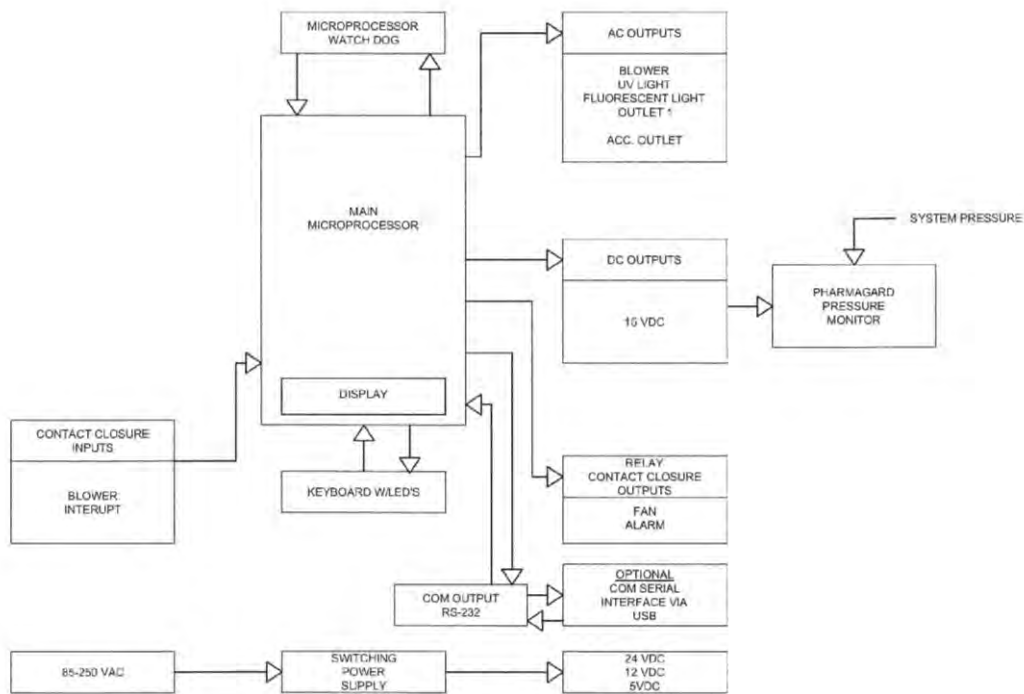 MICROPROCESSOR
WATCH DOG
AC OUTPUTS
BLOWER
UV LIGHT
FLUORESCENT LIGHT
OUTLET 1
ACC. OUTLET
MAIN
MICROPROCESSOR
SYSTEM PRESSURE
DC OUTPUTS
15 VDC
PHARMAGARD
PRESSURE
MONITOR
DISPLAY
CONTACT CLOSURE
INPUTS
BLOWER
INTERUPT
KEYBOARD W/LED'S
RELAY
CONTACT CLOSURE
OUTPUTS
FAN
ALARM
COM OUTPUT
RS-232
OPTIONAL
COM SERIAL
INTERFACE VIA
USB
85-250 VAC
SWITCHING
POWER
SUPPLY
24 VDC
12 VDC
5VDC